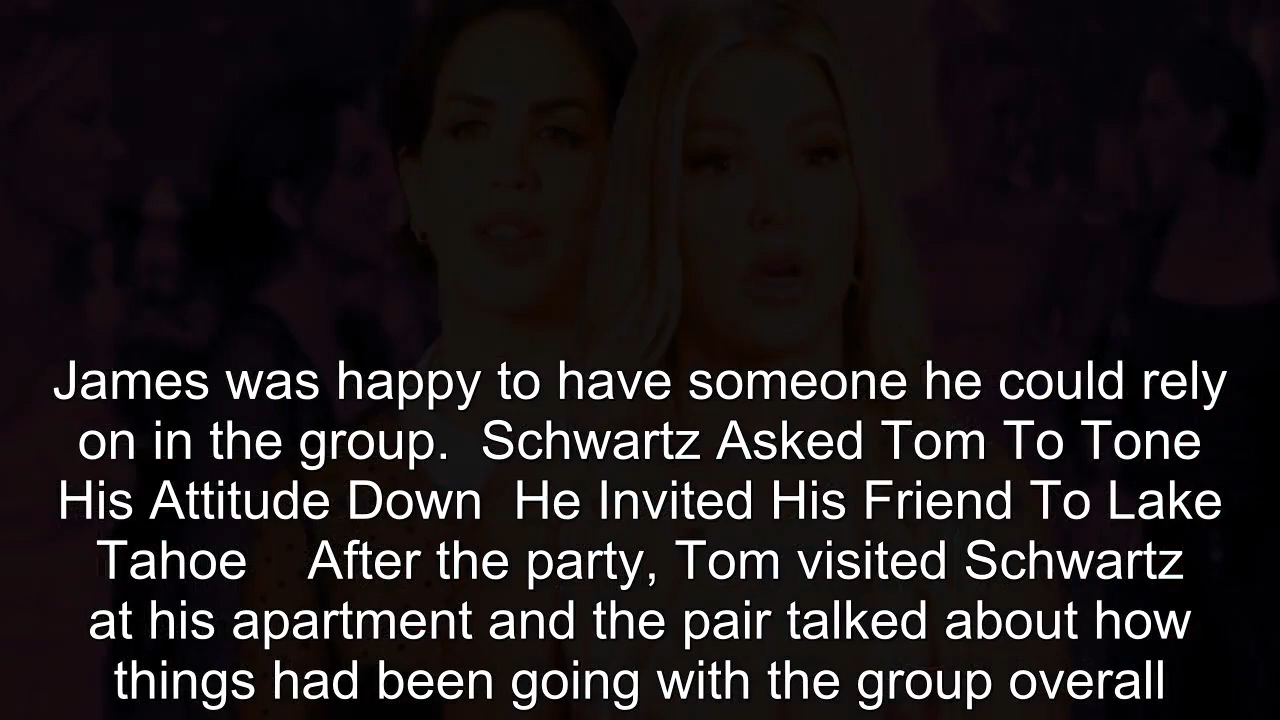 James was happy to have someone he could rely
on in the group.  Schwartz Asked Tom To Tone
His Attitude Down  He Invited His Friend To Lake
Tahoe     After the party, Tom visited Schwartz
at his apartment and the pair talked about how
things had been going with the group overall